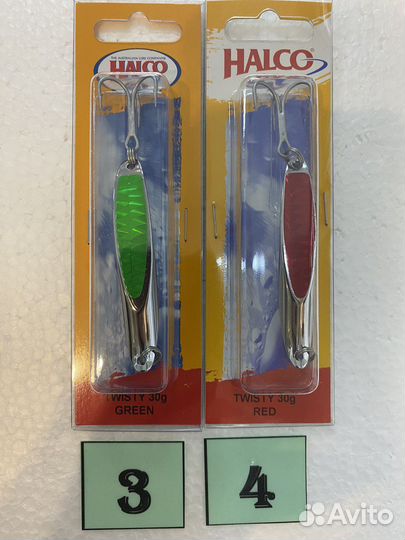 THE AUSTRALIAN LURE COMPANY
HALCO
HALCO®
TWISTY 30g
GREEN
TWISTY 30g
RED
3
4
Avito